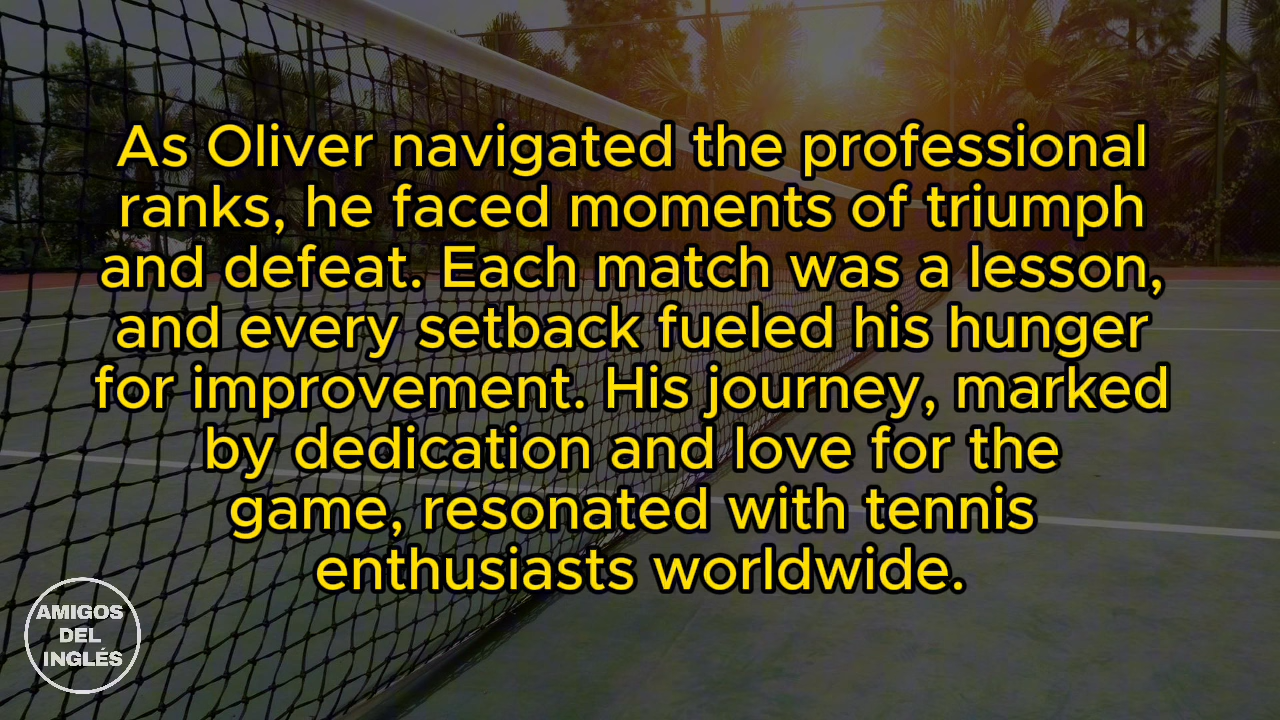 As Oliver navigated the professional
ranks, he faced moments of triumph
and defeat. Each match was a lesson,
and every setback fueled his hunger
for improvement. His journey, marked
by dedication and love for the
game, resonated with tennis
enthusiasts worldwide.
AMIGOS
DEL
INGLÉS